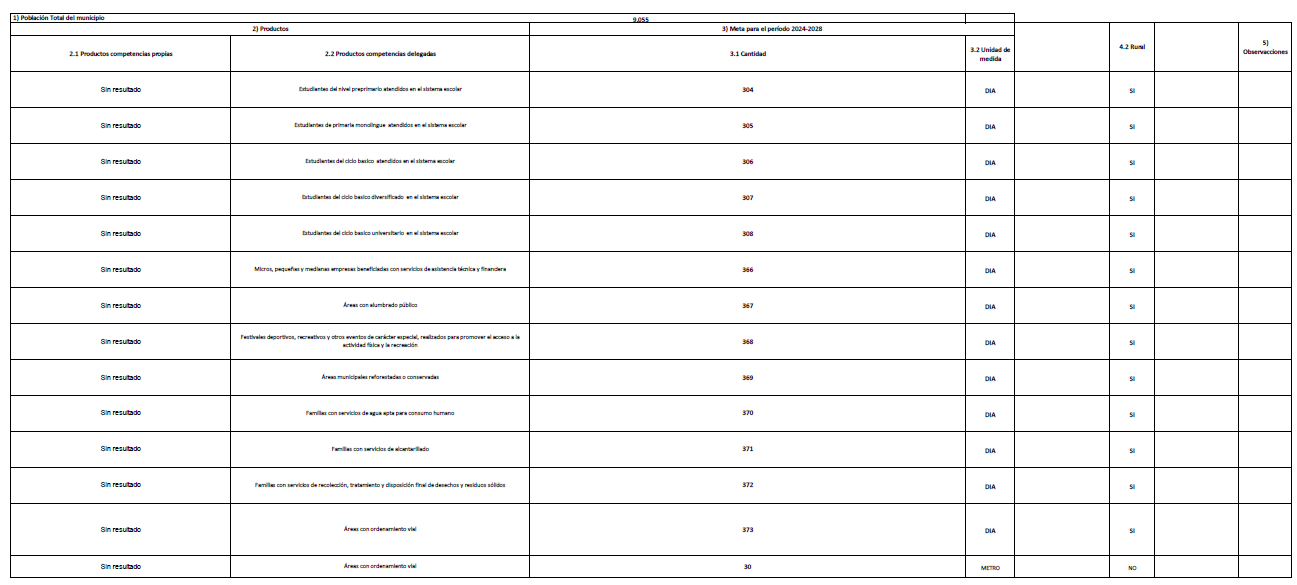 1) Población Total del municipio 9,055
2) Productos 3) Meta para el período 2024-2028
2.1 Productos competencias propias 2.2 Productos competencias delegadas 3.1 Cantidad 3.2 Unidad de medida 4.2 Rural 5) Observacciones
Sin resultado Estudiantes del nivel preprimario atendidos en el sistema escolar 304 DIA SI
Sin resultado Estudiantes de primaria monolingue atendidos en el sistema escolar 305 DIA SI
Sin resultado Estudiantes del ciclo basico atendidos en el sistema escolar 306 DIA SI
Sin resultado Estudiantes del ciclo basico diversificado en el sistema escolar 307 DIA SI
Sin resultado Estudiantes del ciclo basico universitario en el sistema escolar 308 DIA SI
Sin resultado Micros, pequeñas y medianas empresas beneficiadas con servicios de asistencia técnica y financiera 366 DIA SI
Sin resultado Áreas con alumbrado público 367 DIA SI
Sin resultado Festivales deportivos, recreativos y otros eventos de carácter especial, realizados para promover el acceso a la actividad física y la recreación 368 DIA SI
Sin resultado Áreas municipales reforestadas o conservadas 369 DIA SI
Sin resultado Familias con servicios de agua apta para consumo humano 370 DIA SI
Sin resultado Familias con servicios de alcantarillado 371 DIA SI
Sin resultado Familias con servicios de recolección, tratamiento y disposición final de desechos y residuos sólidos 372 DIA SI
Sin resultado Áreas con ordenamiento vial 373 DIA SI
Sin resultado Áreas con ordenamiento vial 30 METRO NO